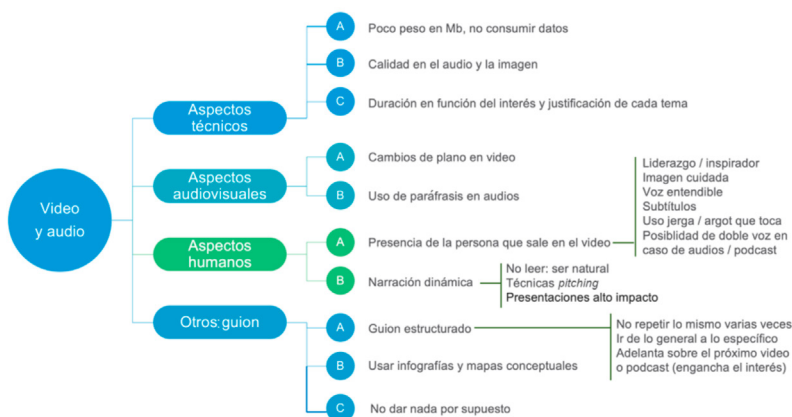 Video
y audio
Aspectos
técnicos
A
Poco peso en Mb, no consumir datos
B
Calidad en el audio y la imagen
C
Duración en función del interés y justificación de cada tema
Aspectos
audiovisuales
A
Cambios de plano en video
B
Uso de paráfrasis en audios
Aspectos
humanos
A
Presencia de la persona que sale en el video
Liderazgo / inspirador
Imagen cuidada
Voz entendible
Subtítulos
Uso jerga / argot que toca
Posiblidad de doble voz en
caso de audios / podcast
B
Narración dinámica
No leer: ser natural
Técnicas pitching
Presentaciones alto impacto
Otros: guion
A
Guion estructurado
No repetir lo mismo varias veces
Ir de lo general a lo específico
Adelanta sobre el próximo video
o podcast (engancha el interés)
B
Usar infografías y mapas conceptuales
C
No dar nada por supuesto